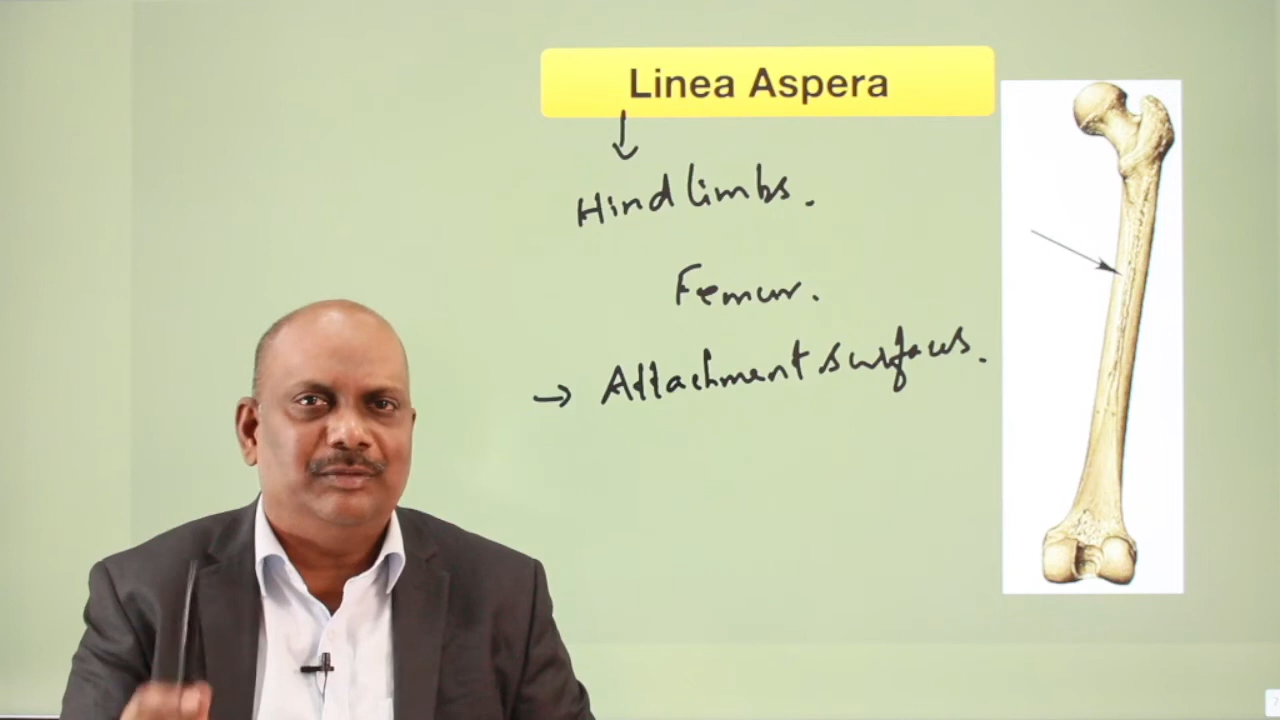 Linea Aspera
Hind limbs.
Femur.
→ Attachment surfaces.